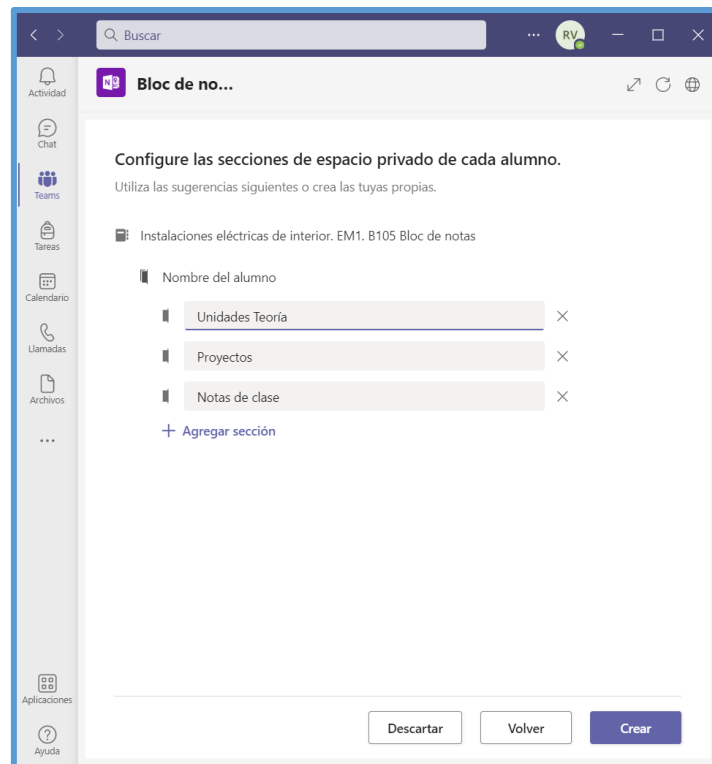 Buscar
RV
Actividad
Chat
Teams
Tareas
Calendario
Llamadas
Archivos
Aplicaciones
Ayuda
N
Bloc de no...
Configure las secciones de espacio privado de cada alumno.
Utiliza las sugerencias siguientes o crea las tuyas propias.
Instalaciones eléctricas de interior. EM1. B105 Bloc de notas
Nombre del alumno
Unidades Teoría
Proyectos
Notas de clase
Agregar sección
Descartar Volver Crear